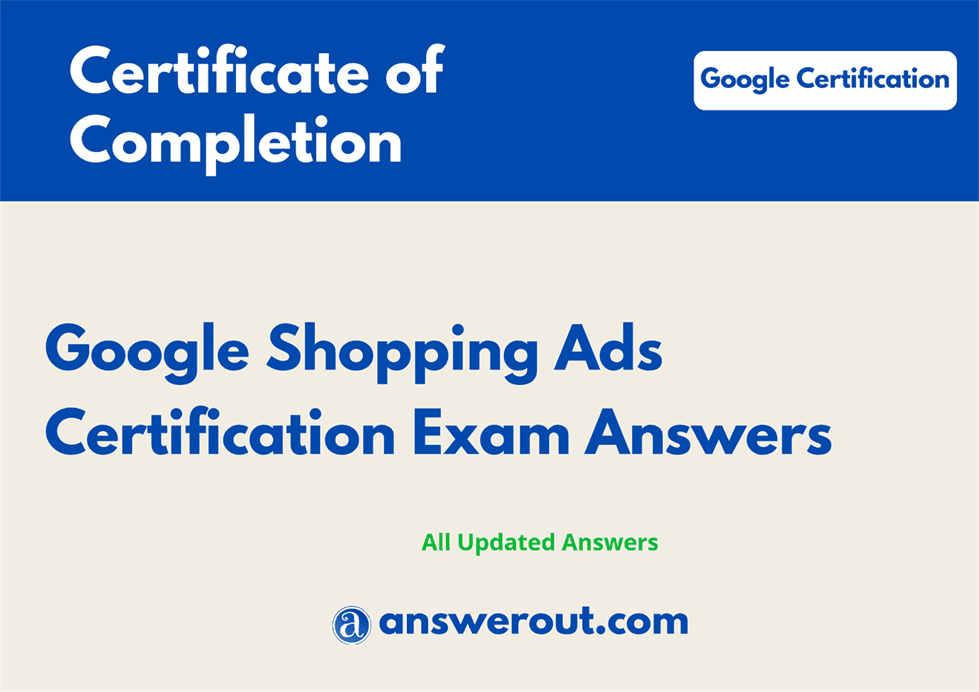 Certificate of
Completion
Google Certification
Google Shopping Ads
Certification Exam Answers
All Updated Answers
a answerout.com